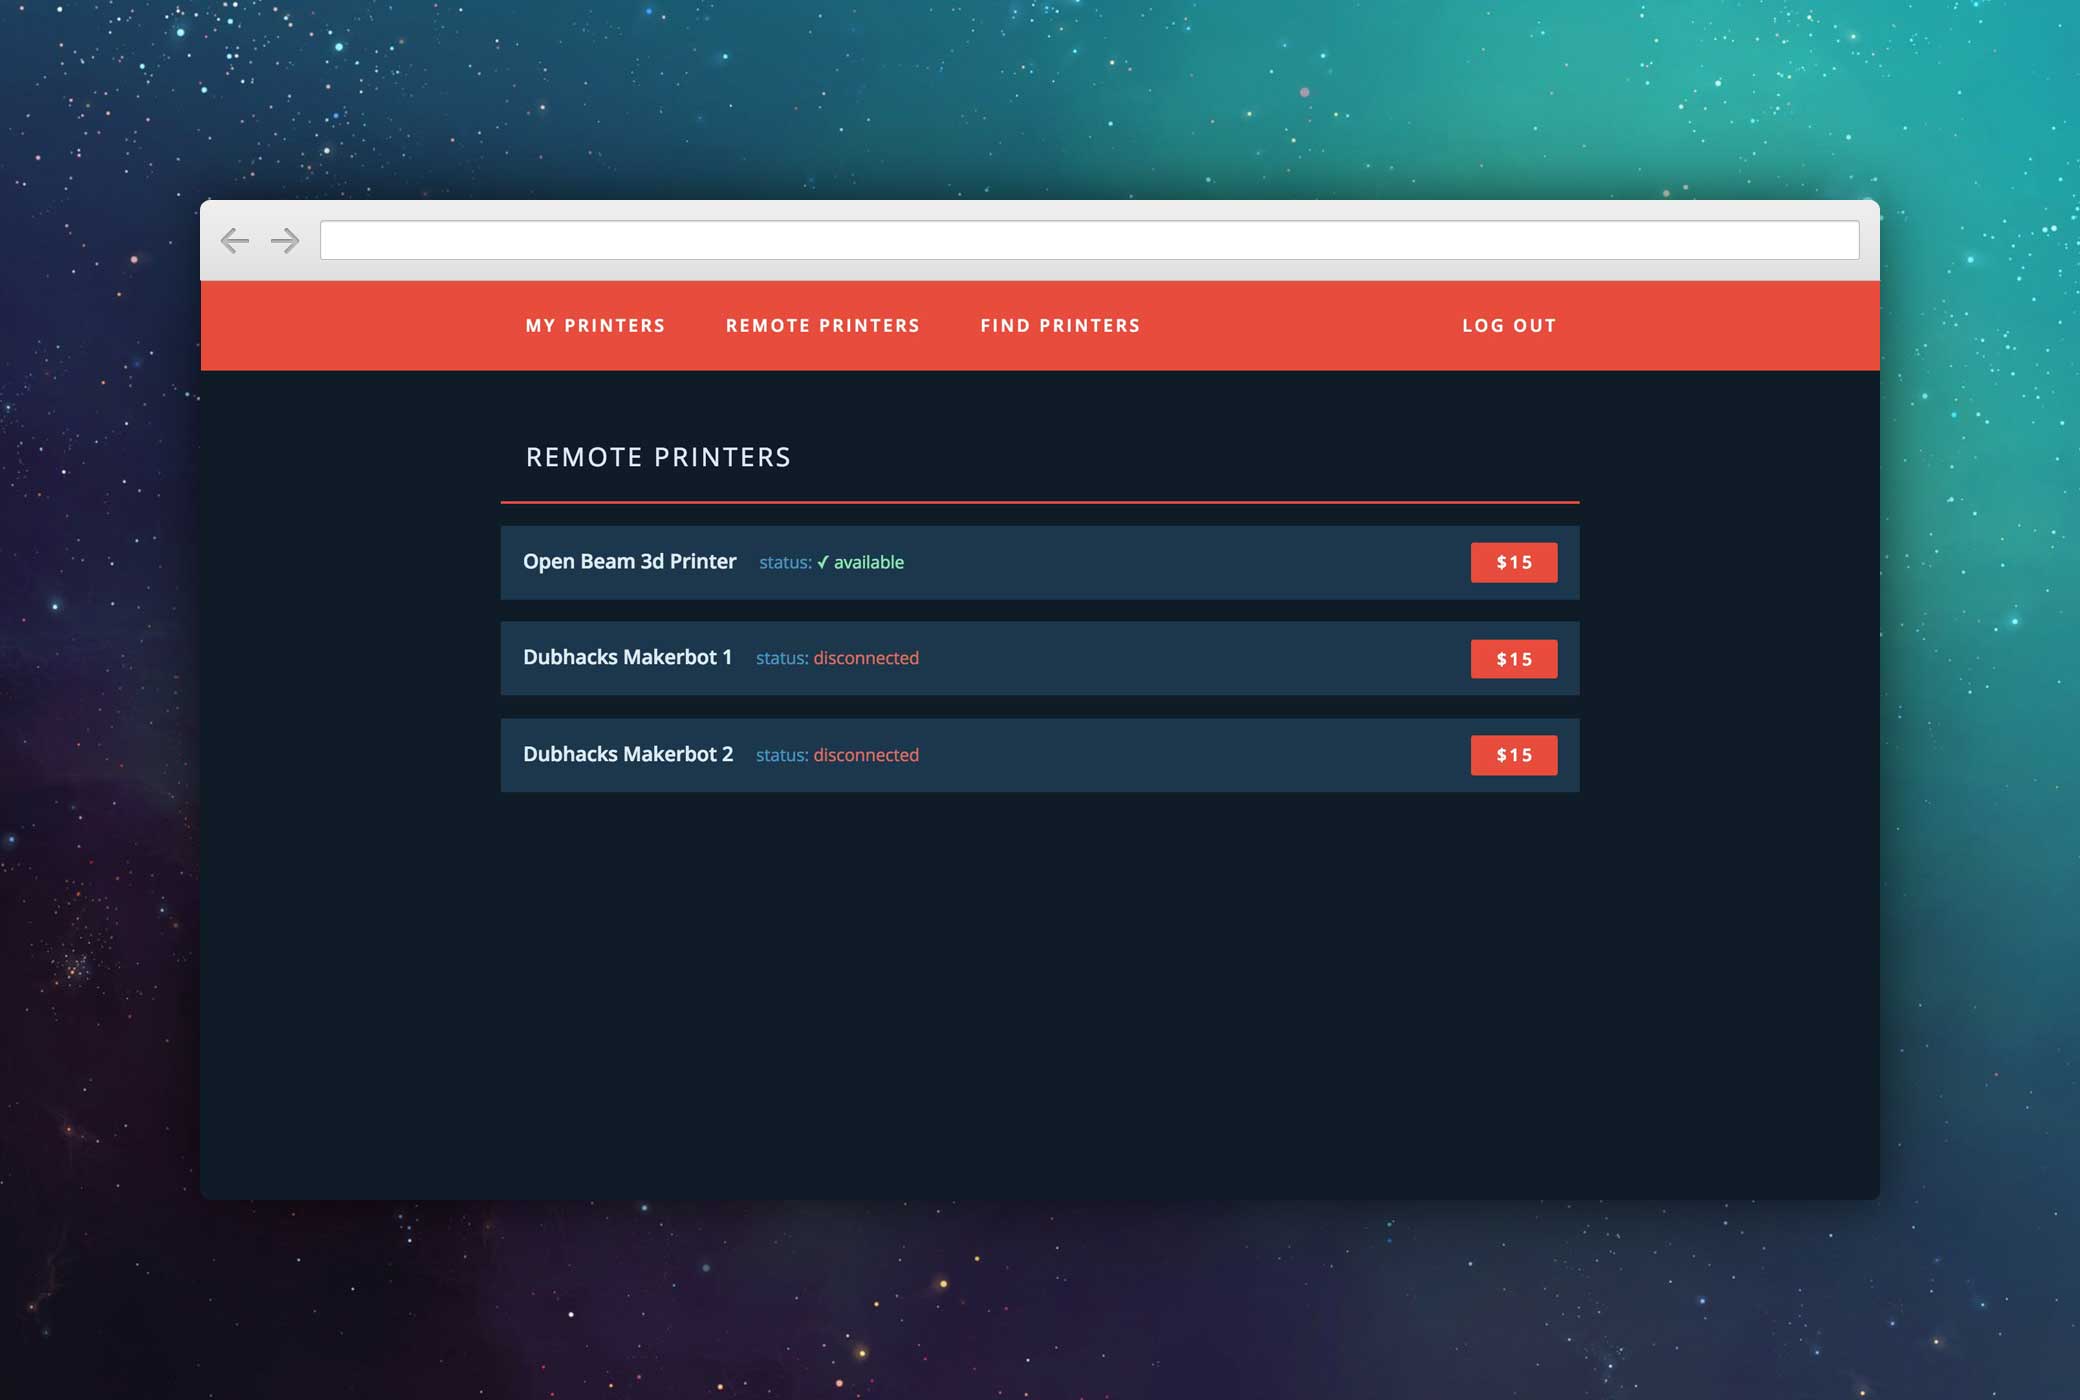 MY PRINTERS REMOTE PRINTERS FIND PRINTERS LOG OUT
REMOTE PRINTERS
Open Beam 3d Printer status: ✓ available $15
Dubhacks Makerbot 1 status: disconnected $15
Dubhacks Makerbot 2 status: disconnected $15